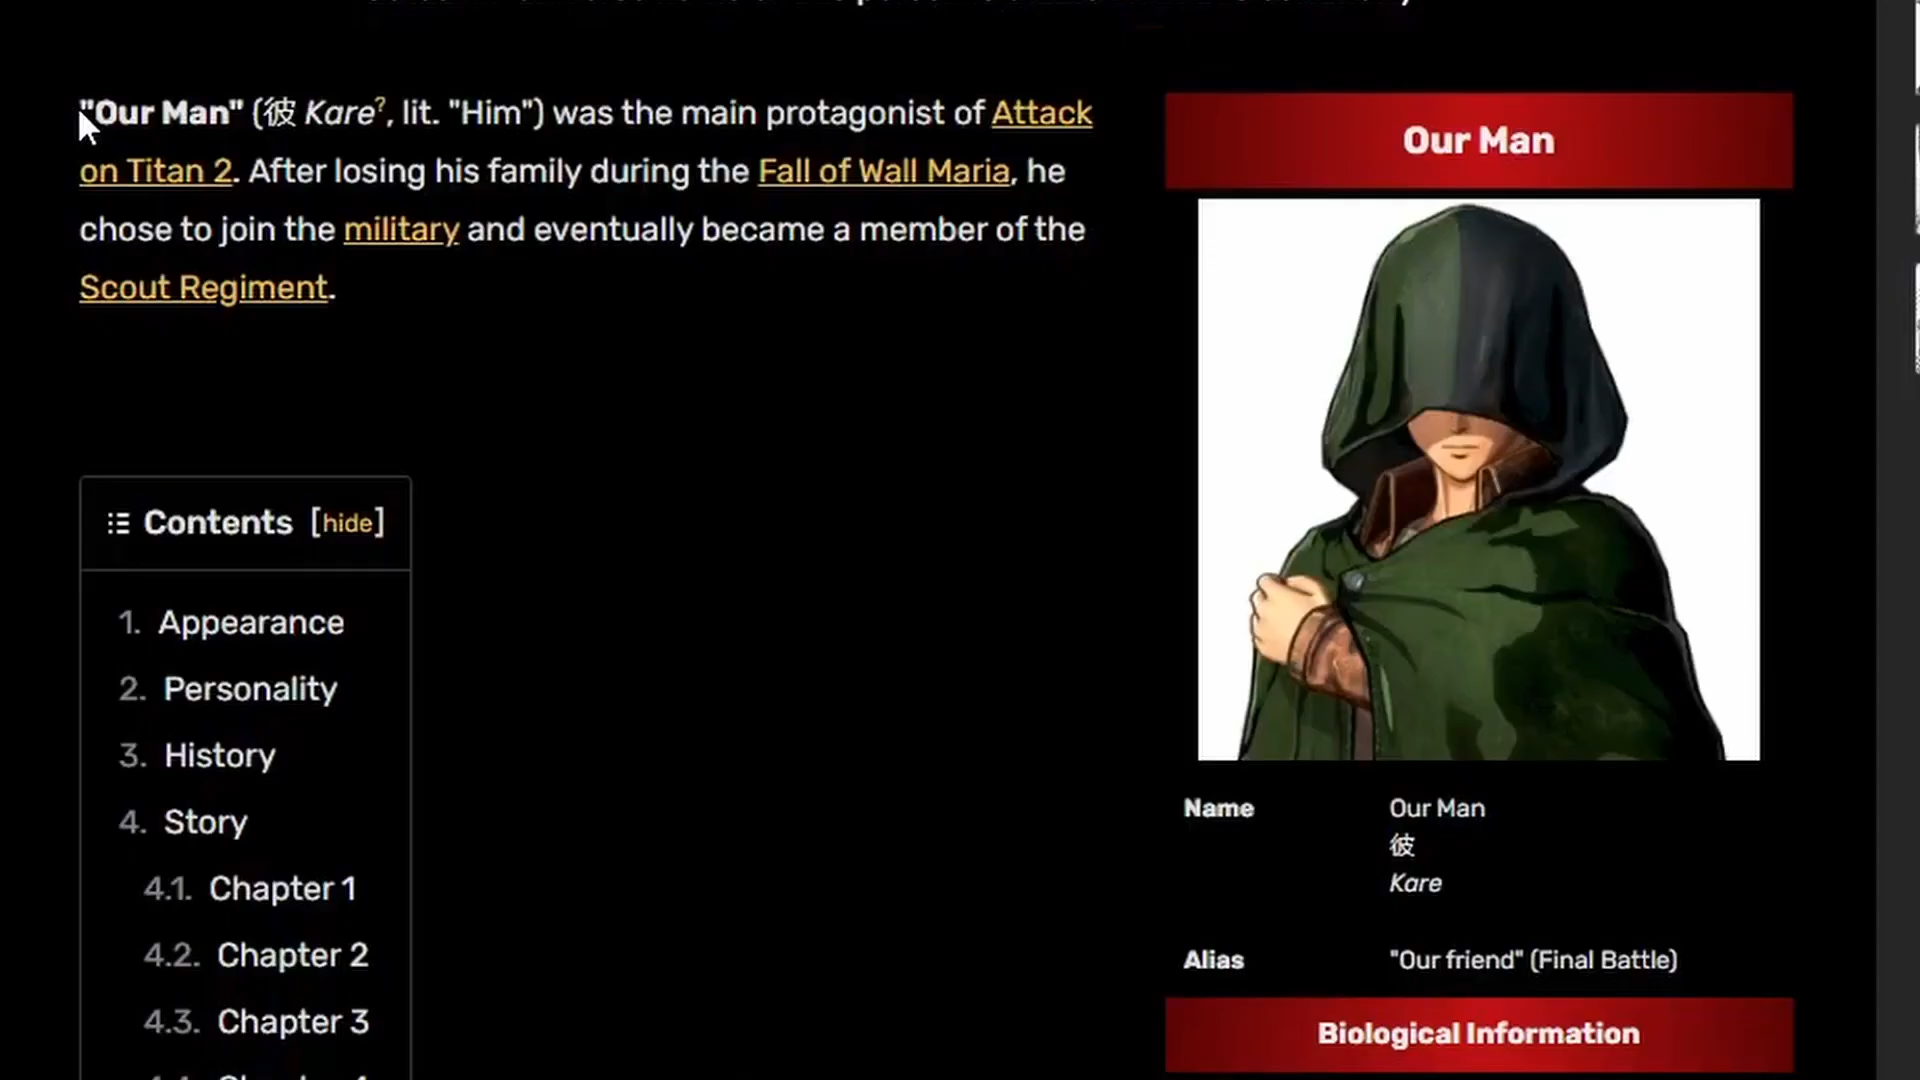 "Our Man" (彼 Kare?, lit. "Him") was the main protagonist of Attack
on Titan 2. After losing his family during the Fall of Wall Maria, he
chose to join the military and eventually became a member of the
Scout Regiment.
Contents [hide]
1. Appearance
2. Personality
3. History
4. Story
4.1. Chapter 1
4.2. Chapter 2
4.3. Chapter 3
Our Man
Name Our Man
彼
Kare
Alias "Our friend" (Final Battle)
Biological Information